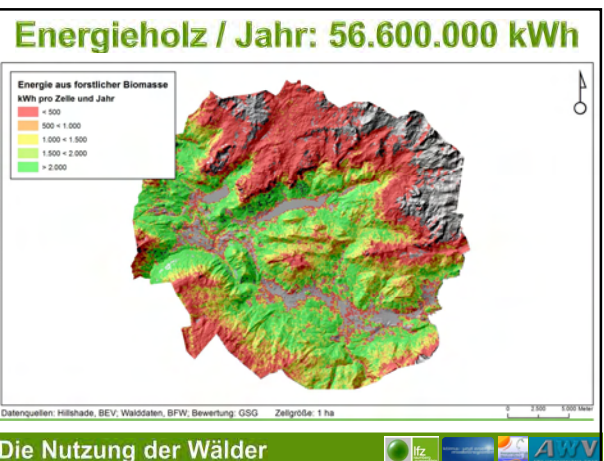 Energieholz / Jahr: 56.600.000 kWh
Energie aus forstlicher Biomasse
kWh pro Zelle und Jahr
< 500
500 < 1.000
1.000 < 1.500
1.500 < 2.000
> 2.000
Datenquellen: Hillshade, BEV; Walddaten, BFW; Bewertung: GSG Zellgröße: 1 ha
0 2.500 5.000 Meter
Die Nutzung der Wälder
lfz
AWV